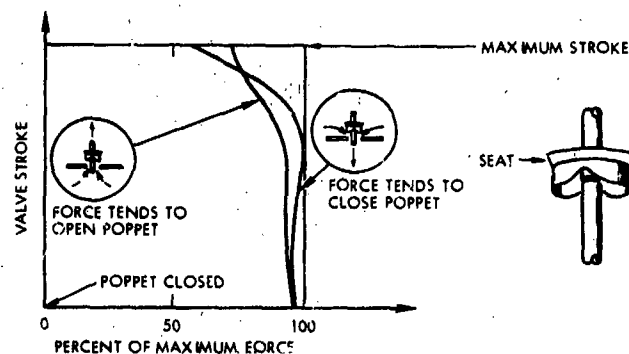 MAXIMUM STROKE
VALVE STROKE
SEAT
FORCE TENDS TO
OPEN POPPET
FORCE TENDS TO
CLOSE POPPET
POPPET CLOSED
0
50
100
PERCENT OF MAXIMUM FORCE